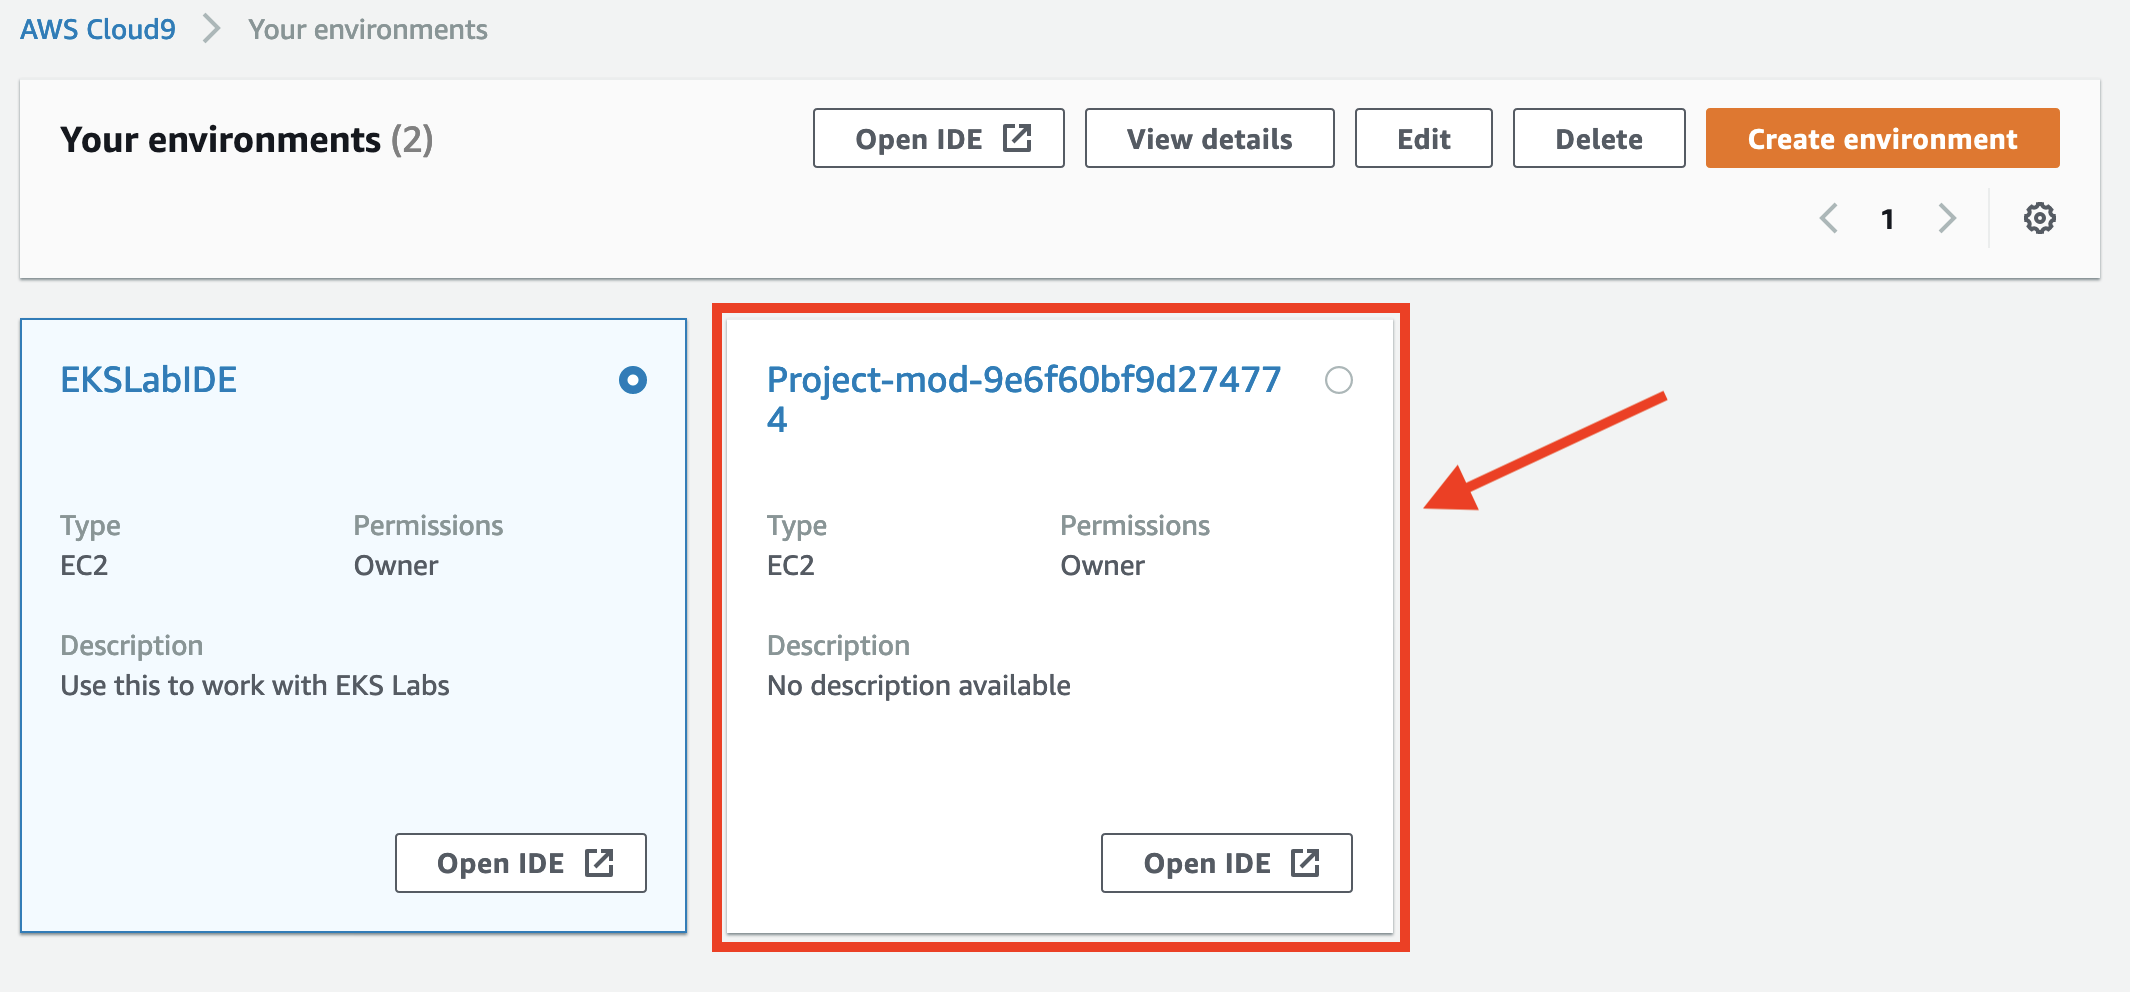 AWS Cloud9 > Your environments
Your environments (2)
Open IDE
View details
Edit
Delete
Create environment
1
EKSLabIDE
Type
Permissions
EC2
Owner
Description
Use this to work with EKS Labs
Open IDE
Project-mod-9e6f60bf9d27477
4
Type
Permissions
EC2
Owner
Description
No description available
Open IDE